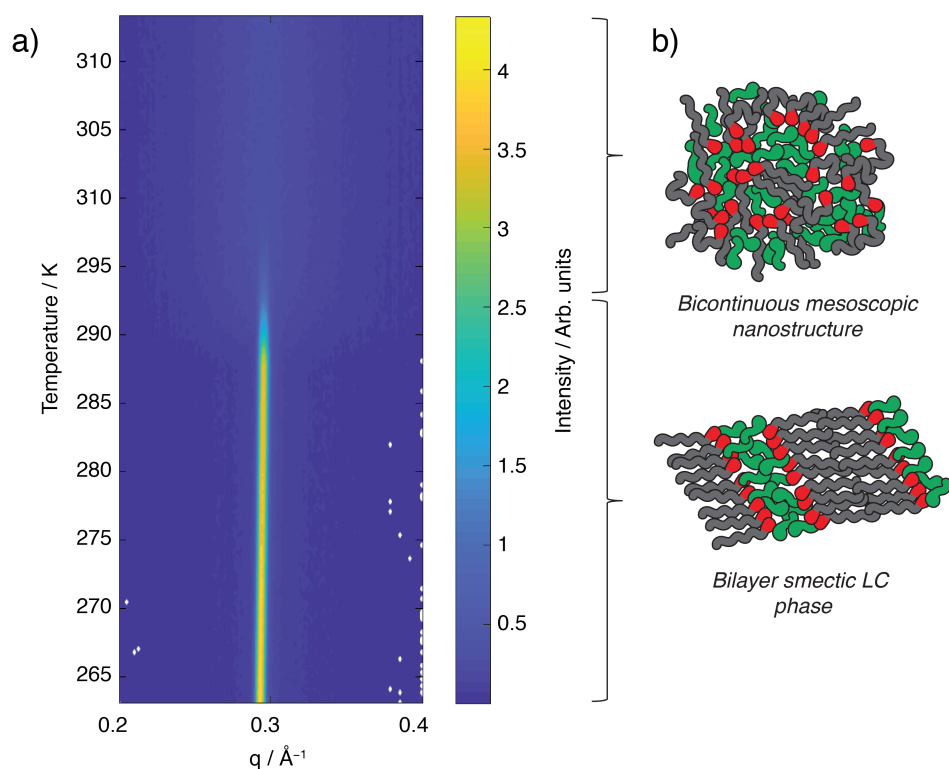 a)
Temperature / K
310
305
310
295
290
285
280
275
270
265
0.2
0.3
0.4
q / Å⁻¹
4
3.5
3
2.5
2
1.5
1
0.5
Intensity / Arb. units
b)
Bicontinuous mesoscopic
nanostructure
Bilayer smectic LC
phase